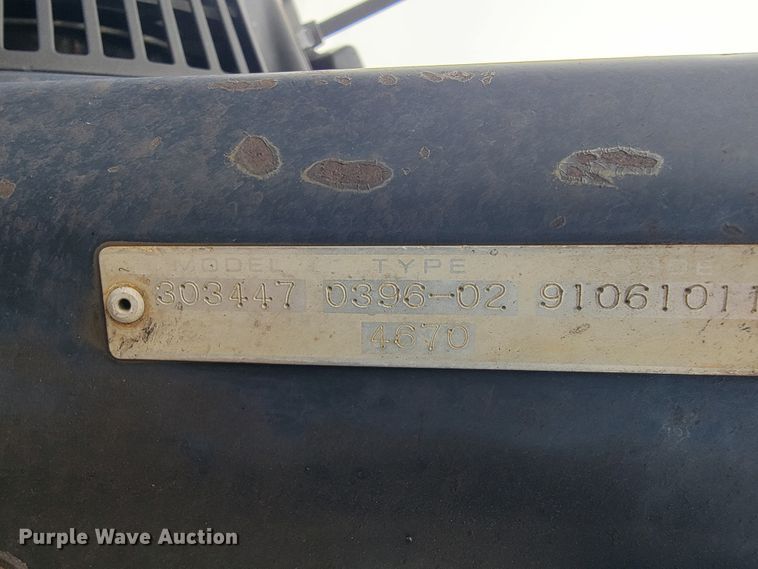 MODEL TYPE
303447 0396-02 91061011
4670
Purple Wave Auction